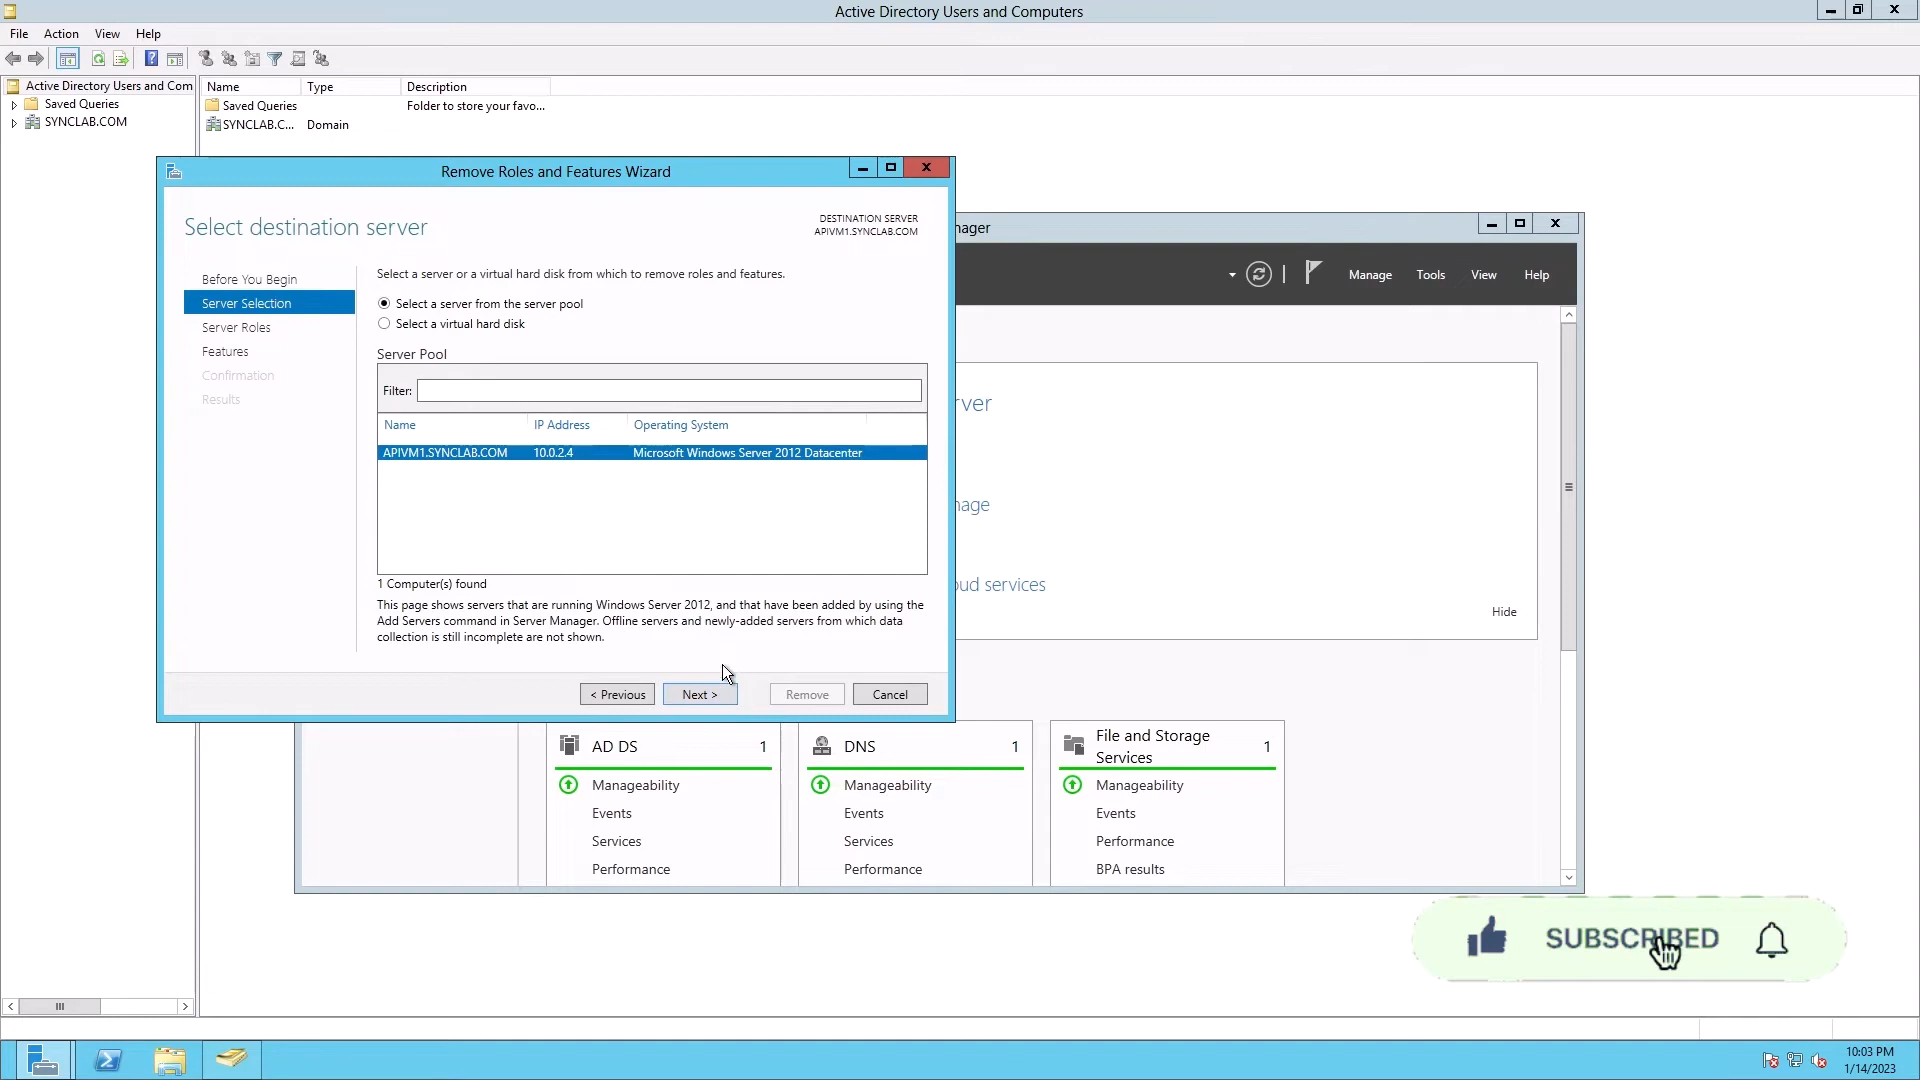 Active Directory Users and Computers
File Action View Help
Active Directory Users and Com
Saved Queries
SYNCLAB.COM
Name Type Description
Saved Queries Folder to store your favo...
SYNCLAB.C... Domain
Remove Roles and Features Wizard
Select destination server
DESTINATION SERVER
APIVM1.SYNCLAB.COM
Before You Begin
Server Selection
Server Roles
Features
Confirmation
Results
Select a server or a virtual hard disk from which to remove roles and features.
Select a server from the server pool
Select a virtual hard disk
Server Pool
Filter:
Name IP Address Operating System
APIVM1.SYNCLAB.COM 10.0.2.4 Microsoft Windows Server 2012 Datacenter
1 Computer(s) found
This page shows servers that are running Windows Server 2012, and that have been added by using the
Add Servers command in Server Manager. Offline servers and newly-added servers from which data
collection is still incomplete are not shown.
< Previous Next > Remove Cancel
nager
Manage Tools View Help
rver
nage
oud services
Hide
AD DS 1
Manageability
Events
Services
Performance
DNS 1
Manageability
Events
Services
Performance
File and Storage
Services 1
Manageability
Events
Performance
BPA results
SUBSCRIBED
10:03 PM
1/14/2023